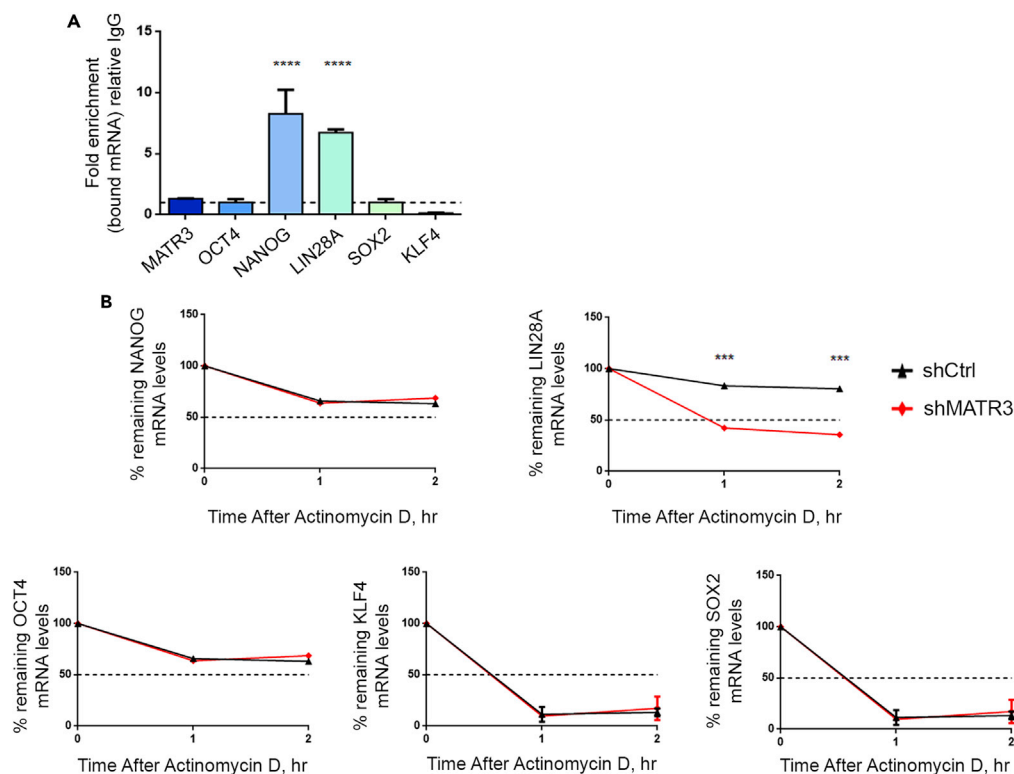 A
Fold enrichment
(bound mRNA) relative IgG
15
10
5
0
****
****
MATR3
OCT4
NANOG
LIN28A
SOX2
KLF4
B
% remaining NANOG
mRNA levels
150
100
50
0
0
1
2
Time After Actinomycin D, hr
% remaining LIN28A
mRNA levels
150
100
50
0
***
***
0
1
2
Time After Actinomycin D, hr
shCtrl
shMATR3
% remaining OCT4
mRNA levels
150
100
50
0
0
1
2
Time After Actinomycin D, hr
% remaining KLF4
mRNA levels
150
100
50
0
0
1
2
Time After Actinomycin D, hr
% remaining SOX2
mRNA levels
150
100
50
0
0
1
2
Time After Actinomycin D, hr